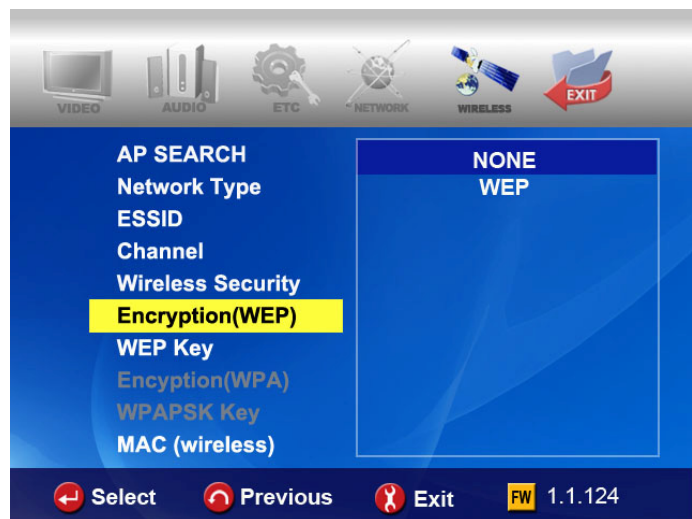 VIDEO AUDIO ETC NETWORK WIRELESS EXIT
AP SEARCH
Network Type
ESSID
Channel
Wireless Security
Encryption(WEP)
WEP Key
Encyption(WPA)
WPAPSK Key
MAC (wireless)
NONE
WEP
Select Previous Exit FW 1.1.124